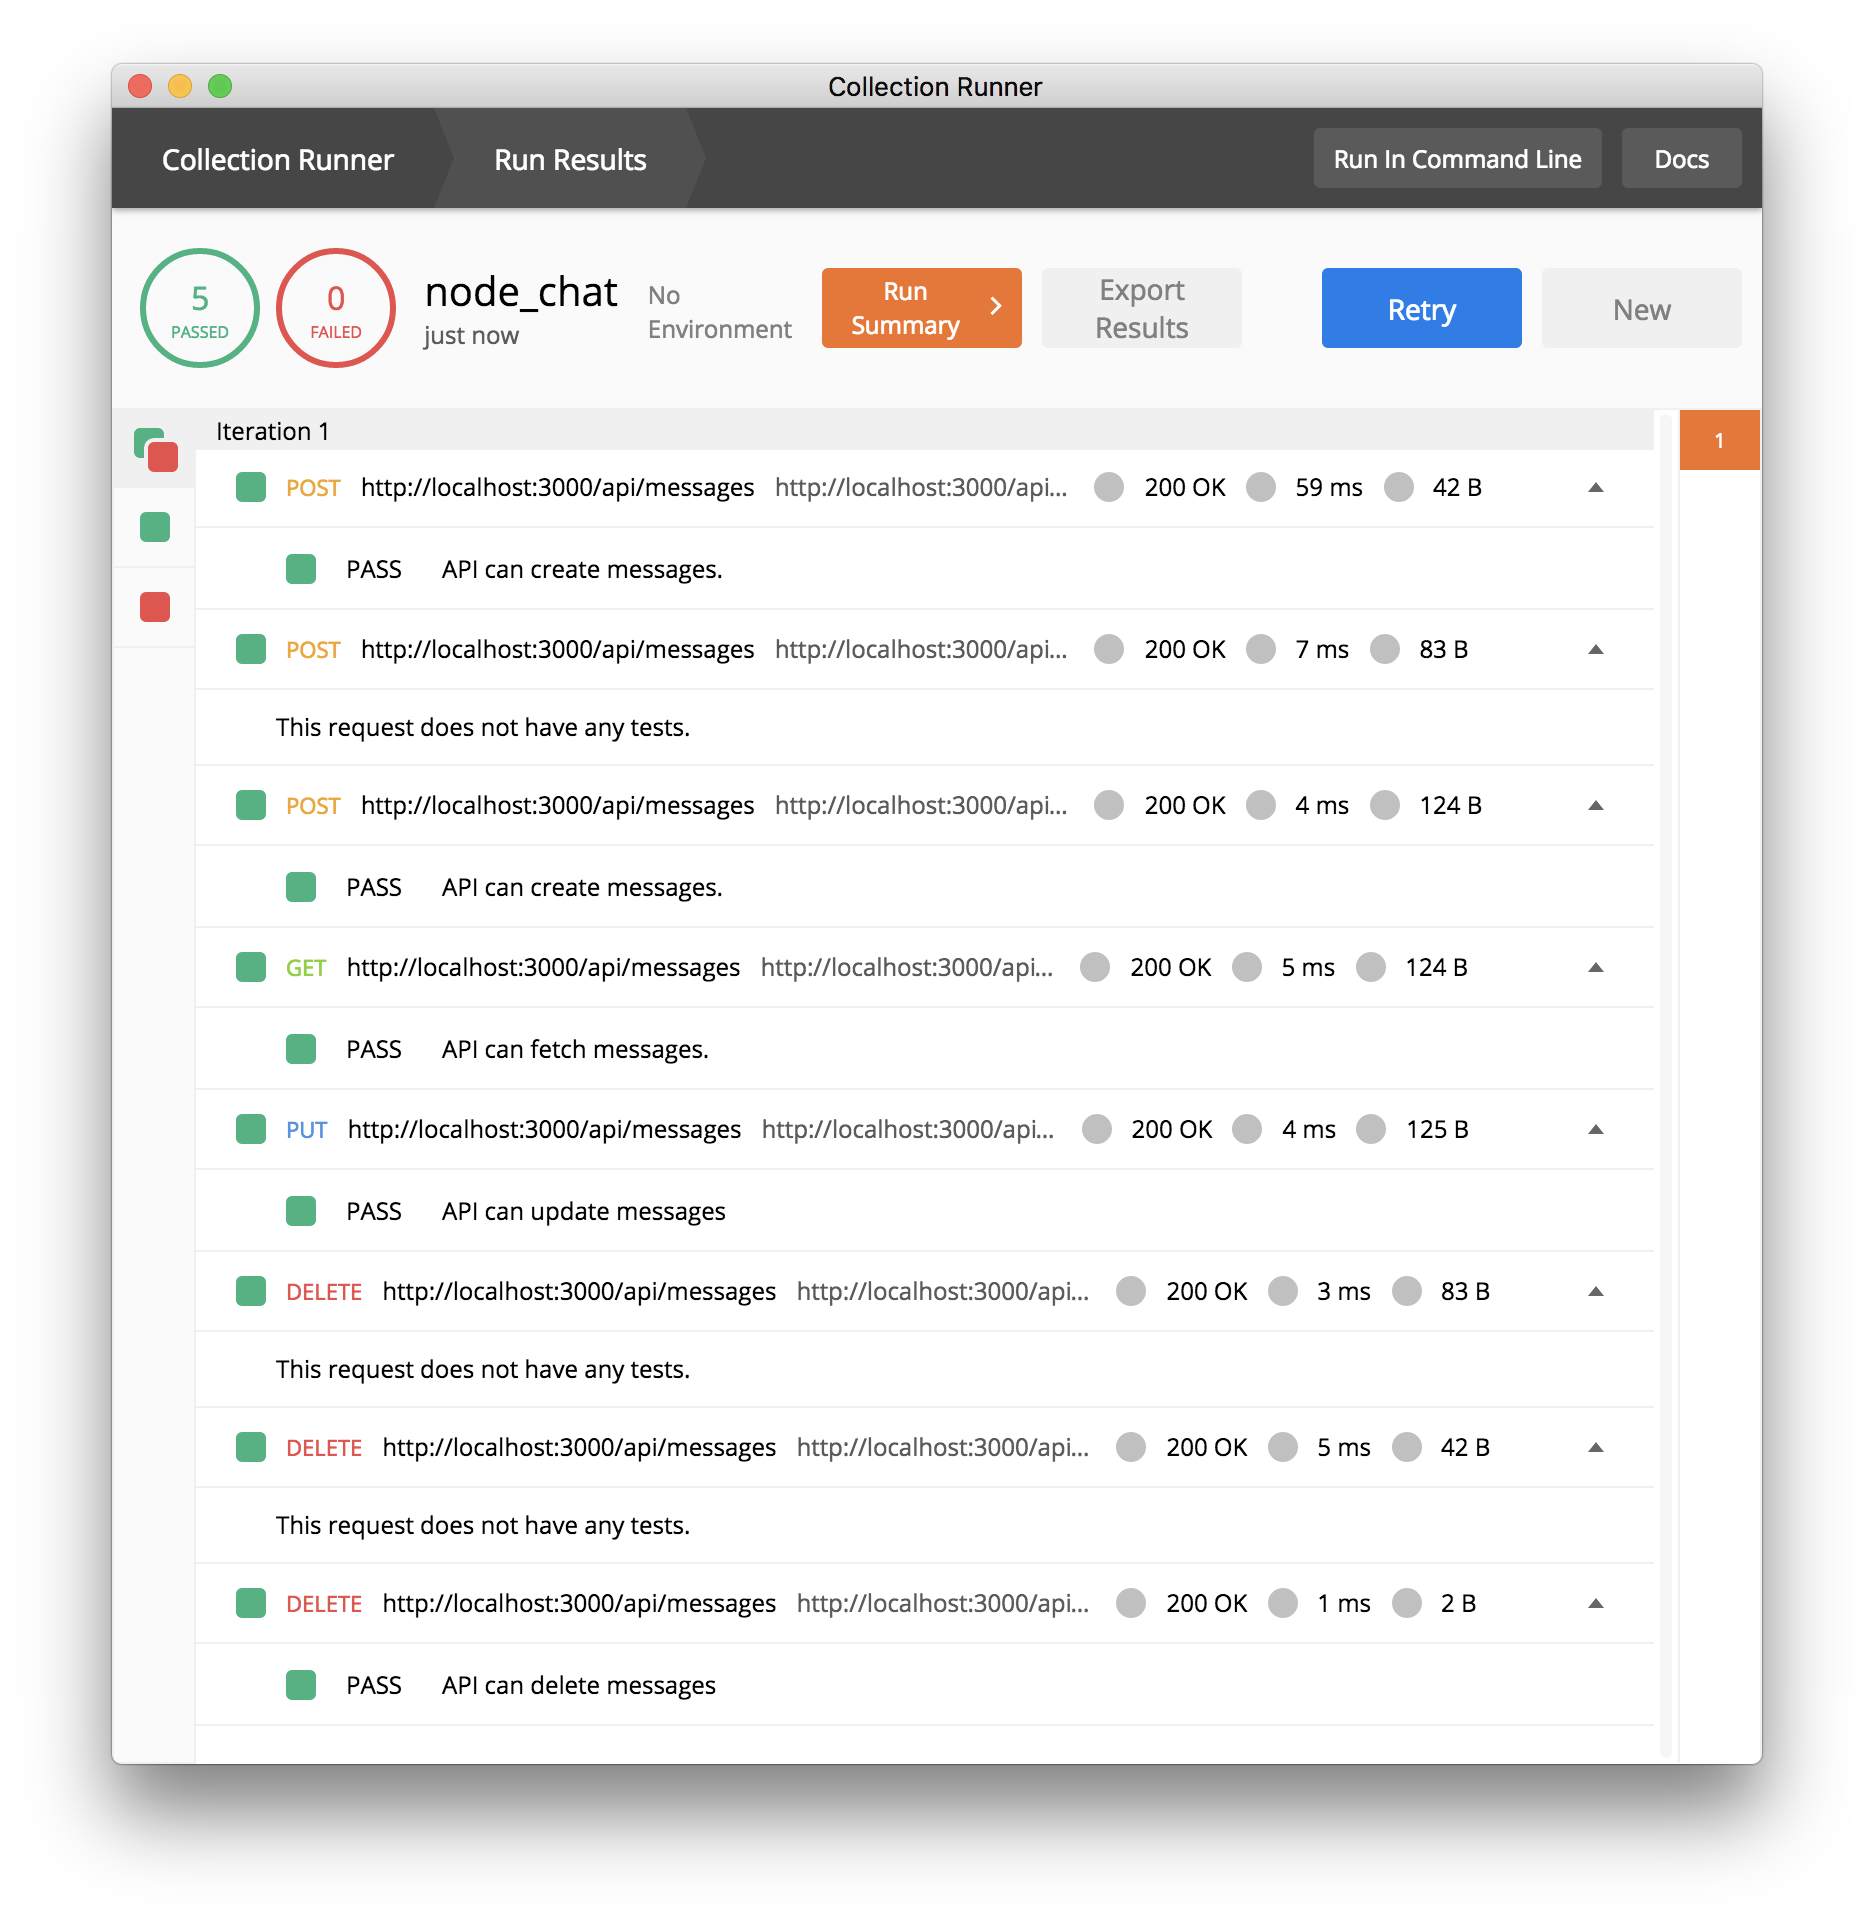 Collection Runner
Collection Runner Run Results Run In Command Line Docs
5 PASSED
0 FAILED
node_chat
just now
No
Environment
Run
Summary
Export
Results
Retry
New
Iteration 1
1
POST http://localhost:3000/api/messages http://localhost:3000/api... 200 OK 59 ms 42 B
PASS API can create messages.
POST http://localhost:3000/api/messages http://localhost:3000/api... 200 OK 7 ms 83 B
This request does not have any tests.
POST http://localhost:3000/api/messages http://localhost:3000/api... 200 OK 4 ms 124 B
PASS API can create messages.
GET http://localhost:3000/api/messages http://localhost:3000/api... 200 OK 5 ms 124 B
PASS API can fetch messages.
PUT http://localhost:3000/api/messages http://localhost:3000/api... 200 OK 4 ms 125 B
PASS API can update messages
DELETE http://localhost:3000/api/messages http://localhost:3000/api... 200 OK 3 ms 83 B
This request does not have any tests.
DELETE http://localhost:3000/api/messages http://localhost:3000/api... 200 OK 5 ms 42 B
This request does not have any tests.
DELETE http://localhost:3000/api/messages http://localhost:3000/api... 200 OK 1 ms 2 B
PASS API can delete messages